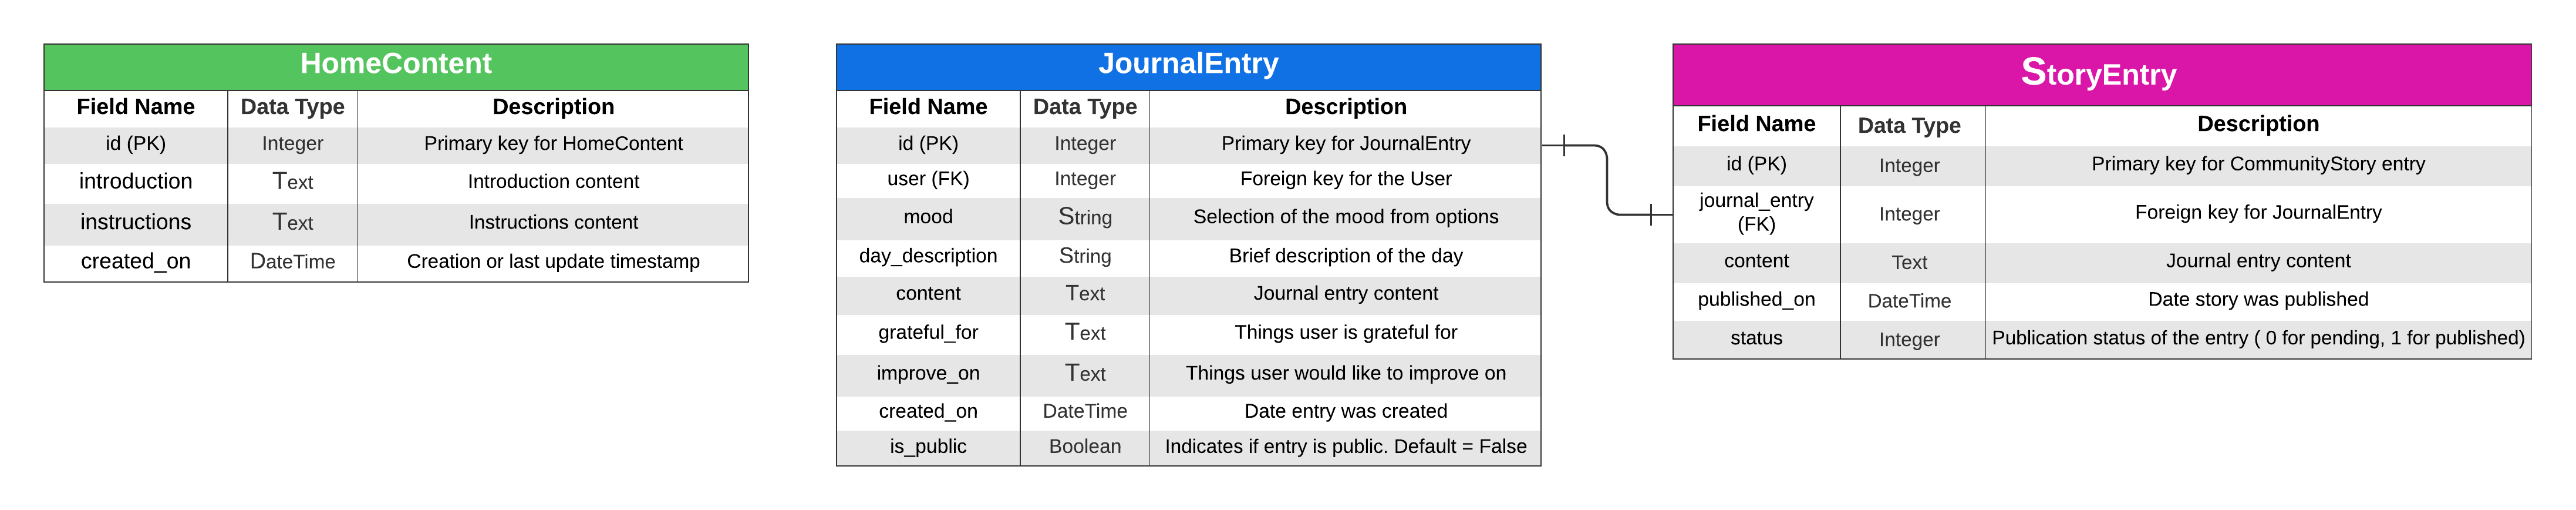 HomeContent
Field Name Data Type Description
id (PK) Integer Primary key for HomeContent
introduction Text Introduction content
instructions Text Instructions content
created_on DateTime Creation or last update timestamp
JournalEntry
Field Name Data Type Description
id (PK) Integer Primary key for JournalEntry
user (FK) Integer Foreign key for the User
mood String Selection of the mood from options
day_description String Brief description of the day
content Text Journal entry content
grateful_for Text Things user is grateful for
improve_on Text Things user would like to improve on
created_on DateTime Date entry was created
is_public Boolean Indicates if entry is public. Default = False
StoryEntry
Field Name Data Type Description
id (PK) Integer Primary key for CommunityStory entry
journal_entry
(FK) Integer Foreign key for JournalEntry
content Text Journal entry content
published_on DateTime Date story was published
status Integer Publication status of the entry ( 0 for pending, 1 for published)